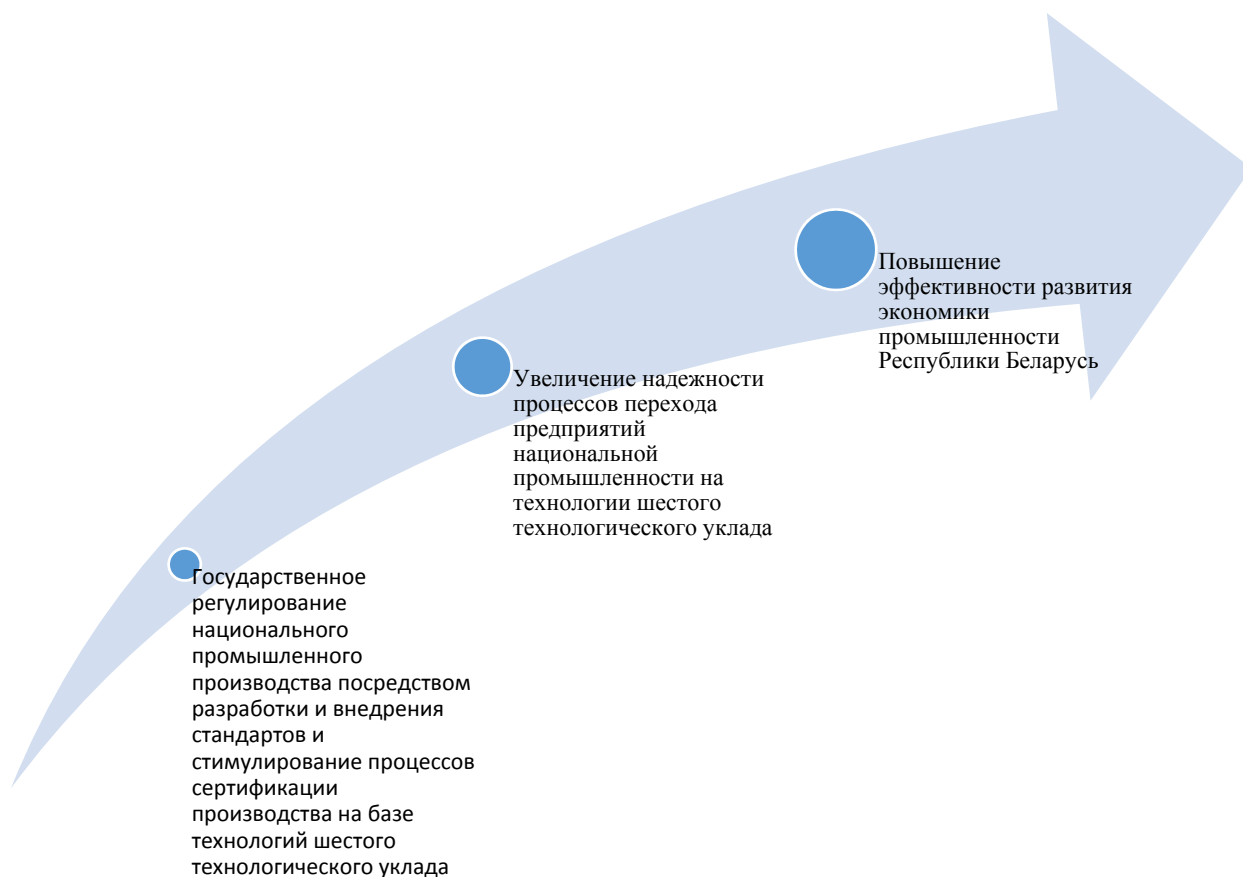 Повышение
эффективности развития
экономики
промышленности
Республики Беларусь
Увеличение надежности
процессов перехода
предприятий
национальной
промышленности на
технологии шестого
технологического уклада
Государственное
регулирование
национального
промышленного
производства посредством
разработки и внедрения
стандартов и
стимулирование процессов
сертификации
производства на базе
технологий шестого
технологического уклада